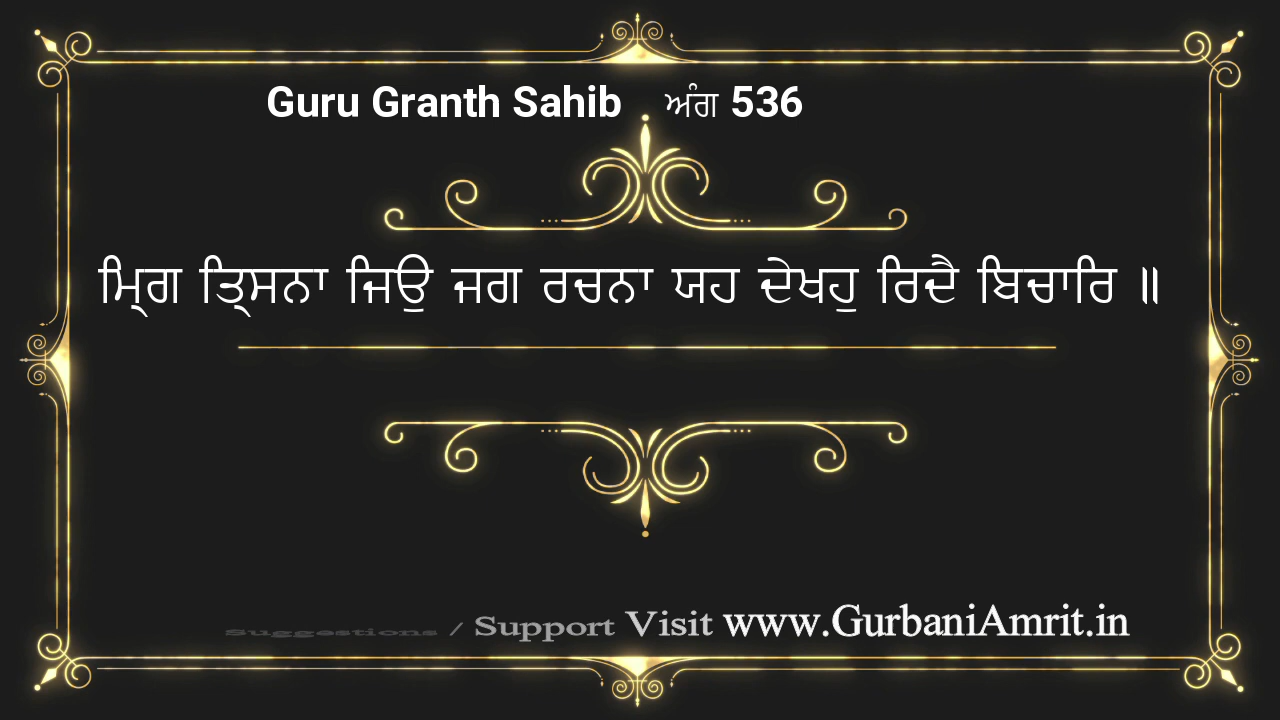 Guru Granth Sahib ਅੰਗ 536
ਮ੍ਰਿਗ ਤ੍ਰਿਸਨਾ ਜਿਉ ਜਗ ਰਚਨਾ ਯਹ ਦੇਖਹੁ ਰਿਦੈ ਬਿਚਾਰਿ ॥
Suggestions / Support Visit www.GurbaniAmrit.in